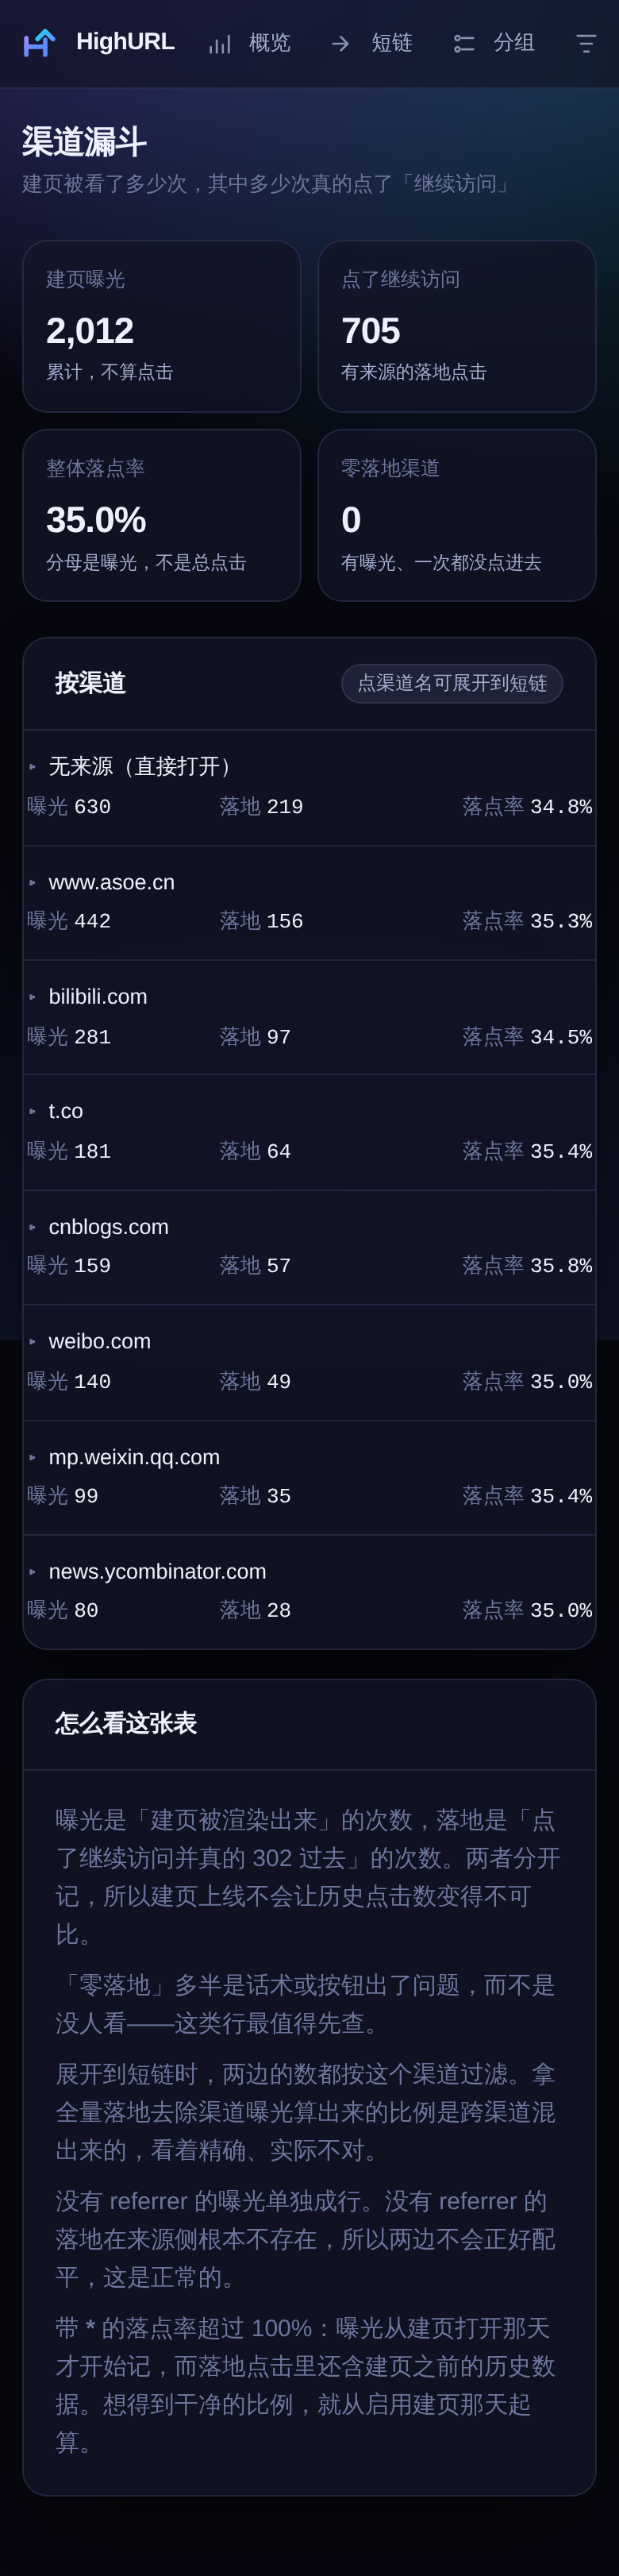 HighURL 概览 短链 分组
渠道漏斗
建页被看了多少次，其中多少次真的点了「继续访问」
建页曝光
2,012
累计，不算点击
点了继续访问
705
有来源的落地点击
整体落点率
35.0%
分母是曝光，不是总点击
零落地渠道
0
有曝光、一次都没点进去
按渠道
点渠道名可展开到短链
无来源（直接打开）
曝光 630 落地 219 落点率 34.8%
www.asoe.cn
曝光 442 落地 156 落点率 35.3%
bilibili.com
曝光 281 落地 97 落点率 34.5%
t.co
曝光 181 落地 64 落点率 35.4%
cnblogs.com
曝光 159 落地 57 落点率 35.8%
weibo.com
曝光 140 落地 49 落点率 35.0%
mp.weixin.qq.com
曝光 99 落地 35 落点率 35.4%
news.ycombinator.com
曝光 80 落地 28 落点率 35.0%
怎么看这张表
曝光是「建页被渲染出来」的次数，落地是「点
了继续访问并真的 302 过去」的次数。两者分开
记，所以建页上线不会让历史点击数变得不可
比。
「零落地」多半是话术或按钮出了问题，而不是
没人看——这类行最值得先查。
展开到短链时，两边的数都按这个渠道过滤。拿
全量落地去除渠道曝光算出来的比例是跨渠道混
出来的，看着精确、实际不对。
没有 referrer 的曝光单独成行。没有 referrer 的
落地在来源侧根本不存在，所以两边不会正好配
平，这是正常的。
带 * 的落点率超过 100%：曝光从建页打开那天
才开始记，而落地点击里还含建页之前的历史数
据。想得到干净的比例，就从启用建页那天起
算。